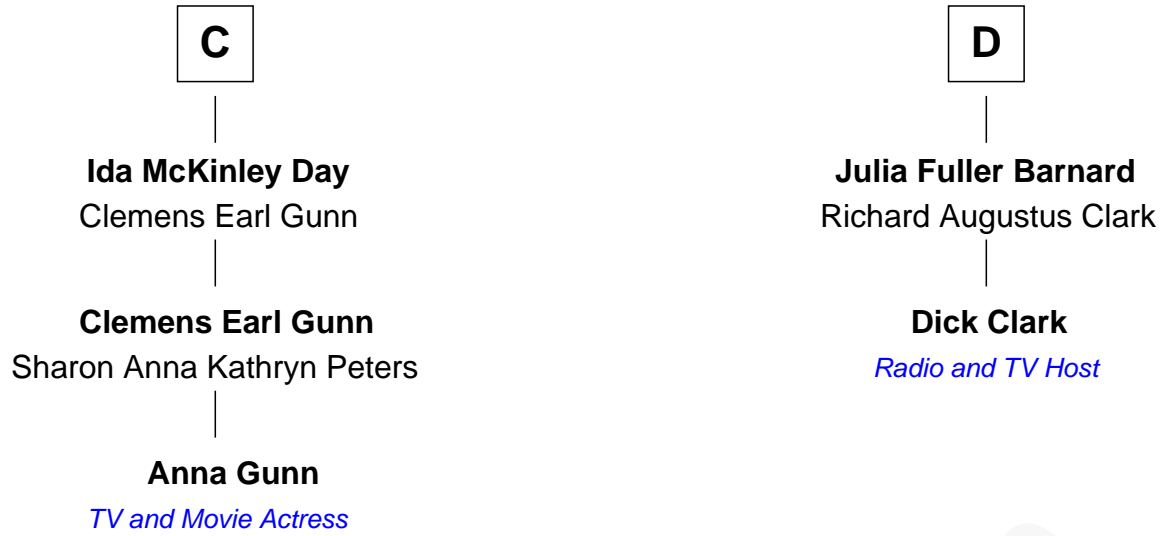 C
Ida McKinley Day
Clemens Earl Gunn
Clemens Earl Gunn
Sharon Anna Kathryn Peters
Anna Gunn
TV and Movie Actress
D
Julia Fuller Barnard
Richard Augustus Clark
Dick Clark
Radio and TV Host